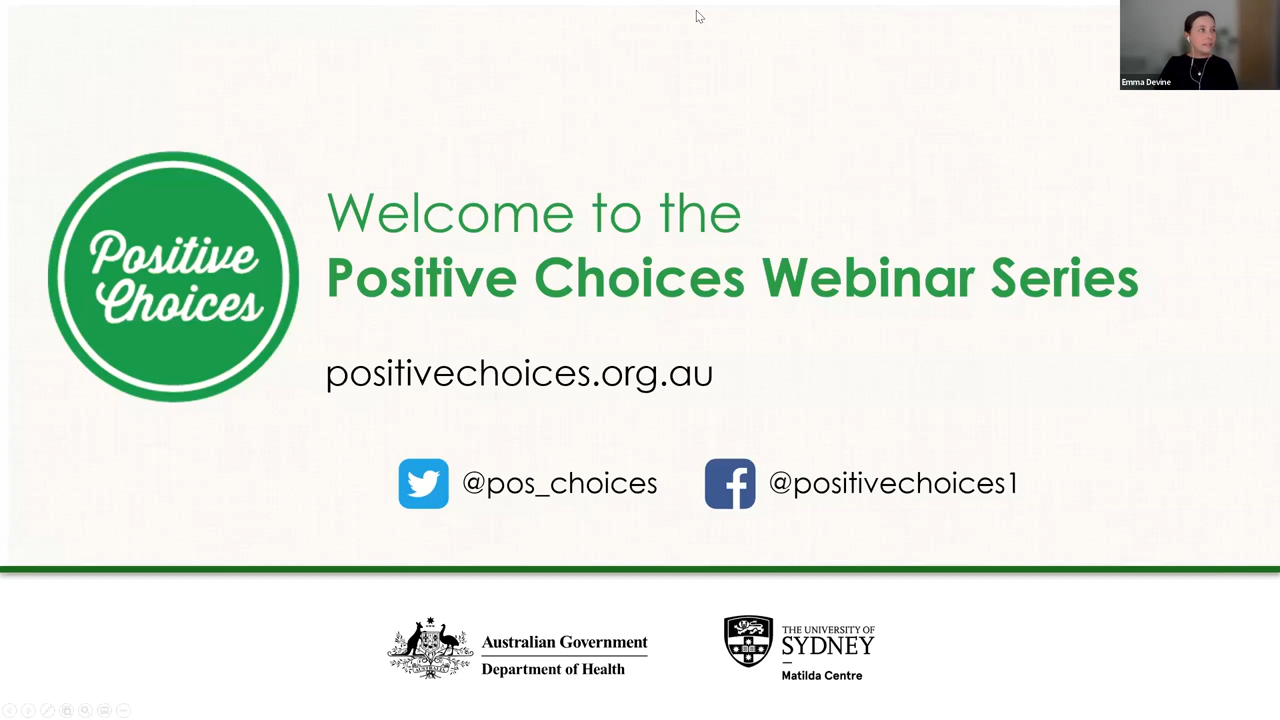 Emma Devine
Positive
Choices
Welcome to the
Positive Choices Webinar Series
positivechoices.org.au
@pos_choices
@positivechoices1
Australian Government
Department of Health
THE UNIVERSITY OF
SYDNEY
Matilda Centre